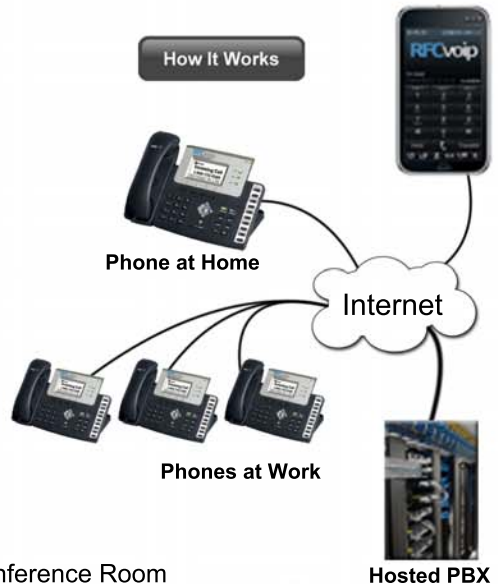 How It Works
RFCvoip
Phone at Home
Internet
Phones at Work
nference Room
Hosted PBX